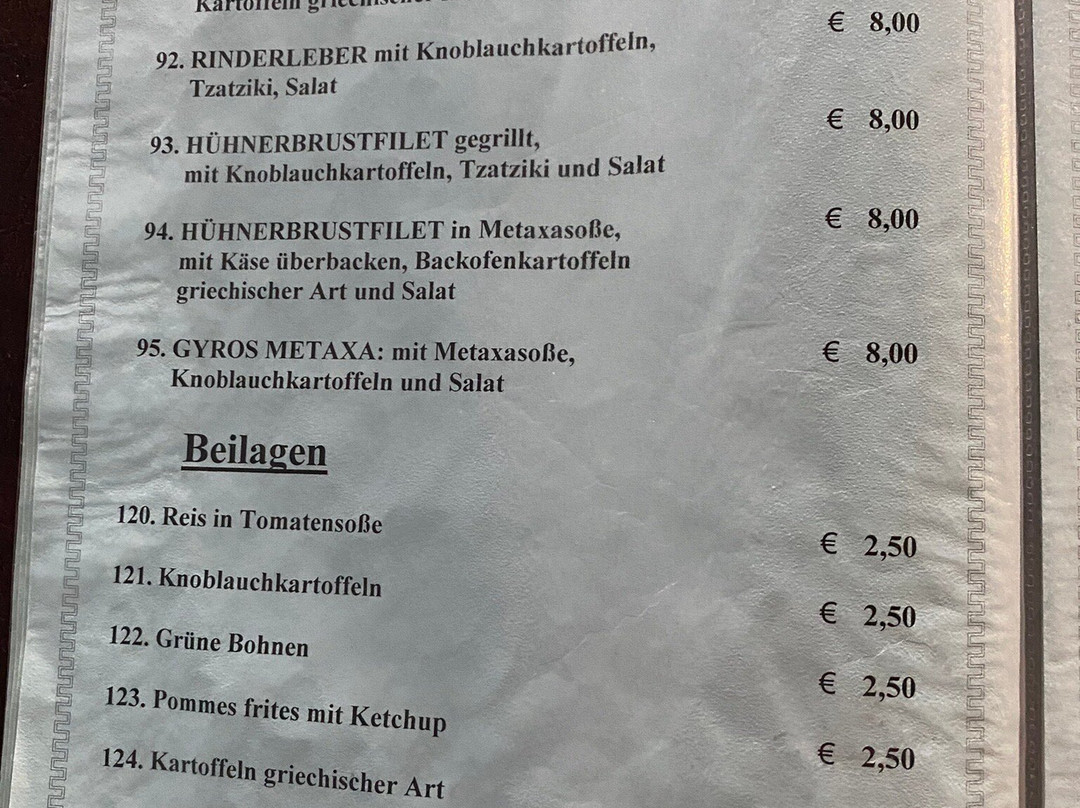 Kartoffeln griechischer
€ 8,00
92. RINDERLEBER mit Knoblauchkartoffeln,
Tzatziki, Salat
€ 8,00
93. HÜHNERBRUSTFILET gegrillt,
mit Knoblauchkartoffeln, Tzatziki und Salat
€ 8,00
94. HÜHNERBRUSTFILET in Metaxasoße,
mit Käse überbacken, Backofenkartoffeln
griechischer Art und Salat
95. GYROS METAXA: mit Metaxasoße, € 8,00
Knoblauchkartoffeln und Salat
Beilagen
120. Reis in Tomatensoße
€ 2,50
121. Knoblauchkartoffeln
€ 2,50
122. Grüne Bohnen
€ 2,50
123. Pommes frites mit Ketchup
€ 2,50
124. Kartoffeln griechischer Art